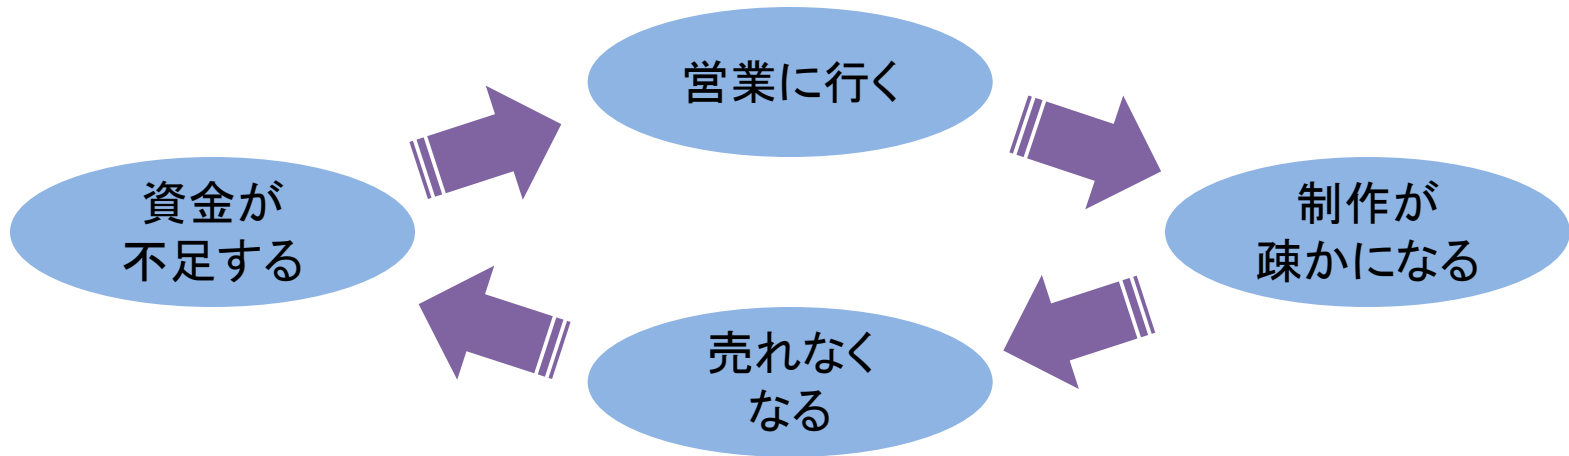 営業に行く
資金が
不足する
制作が
疎かになる
売れなく
なる